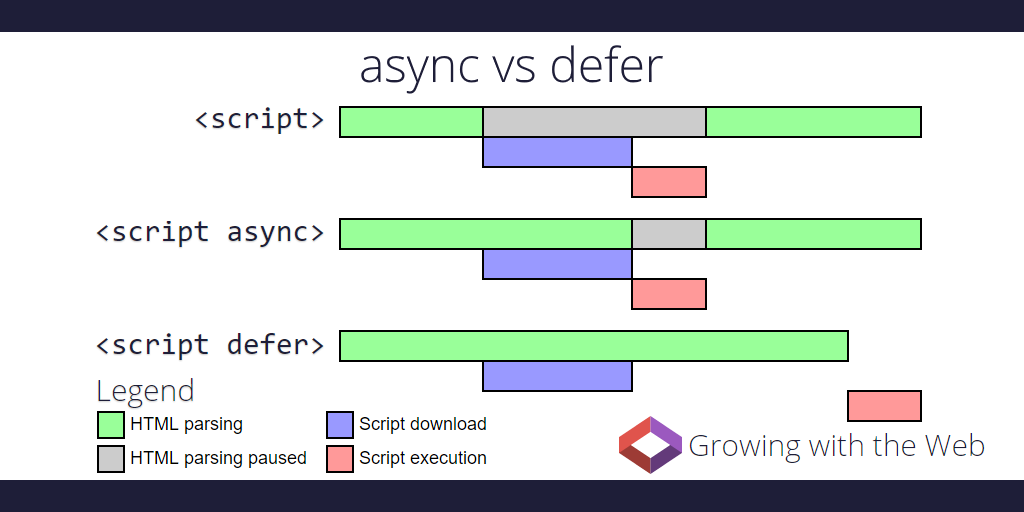 async vs defer
<script>
<script async>
<script defer>
Legend
HTML parsing
Script download
HTML parsing paused
Script execution
Growing with the Web